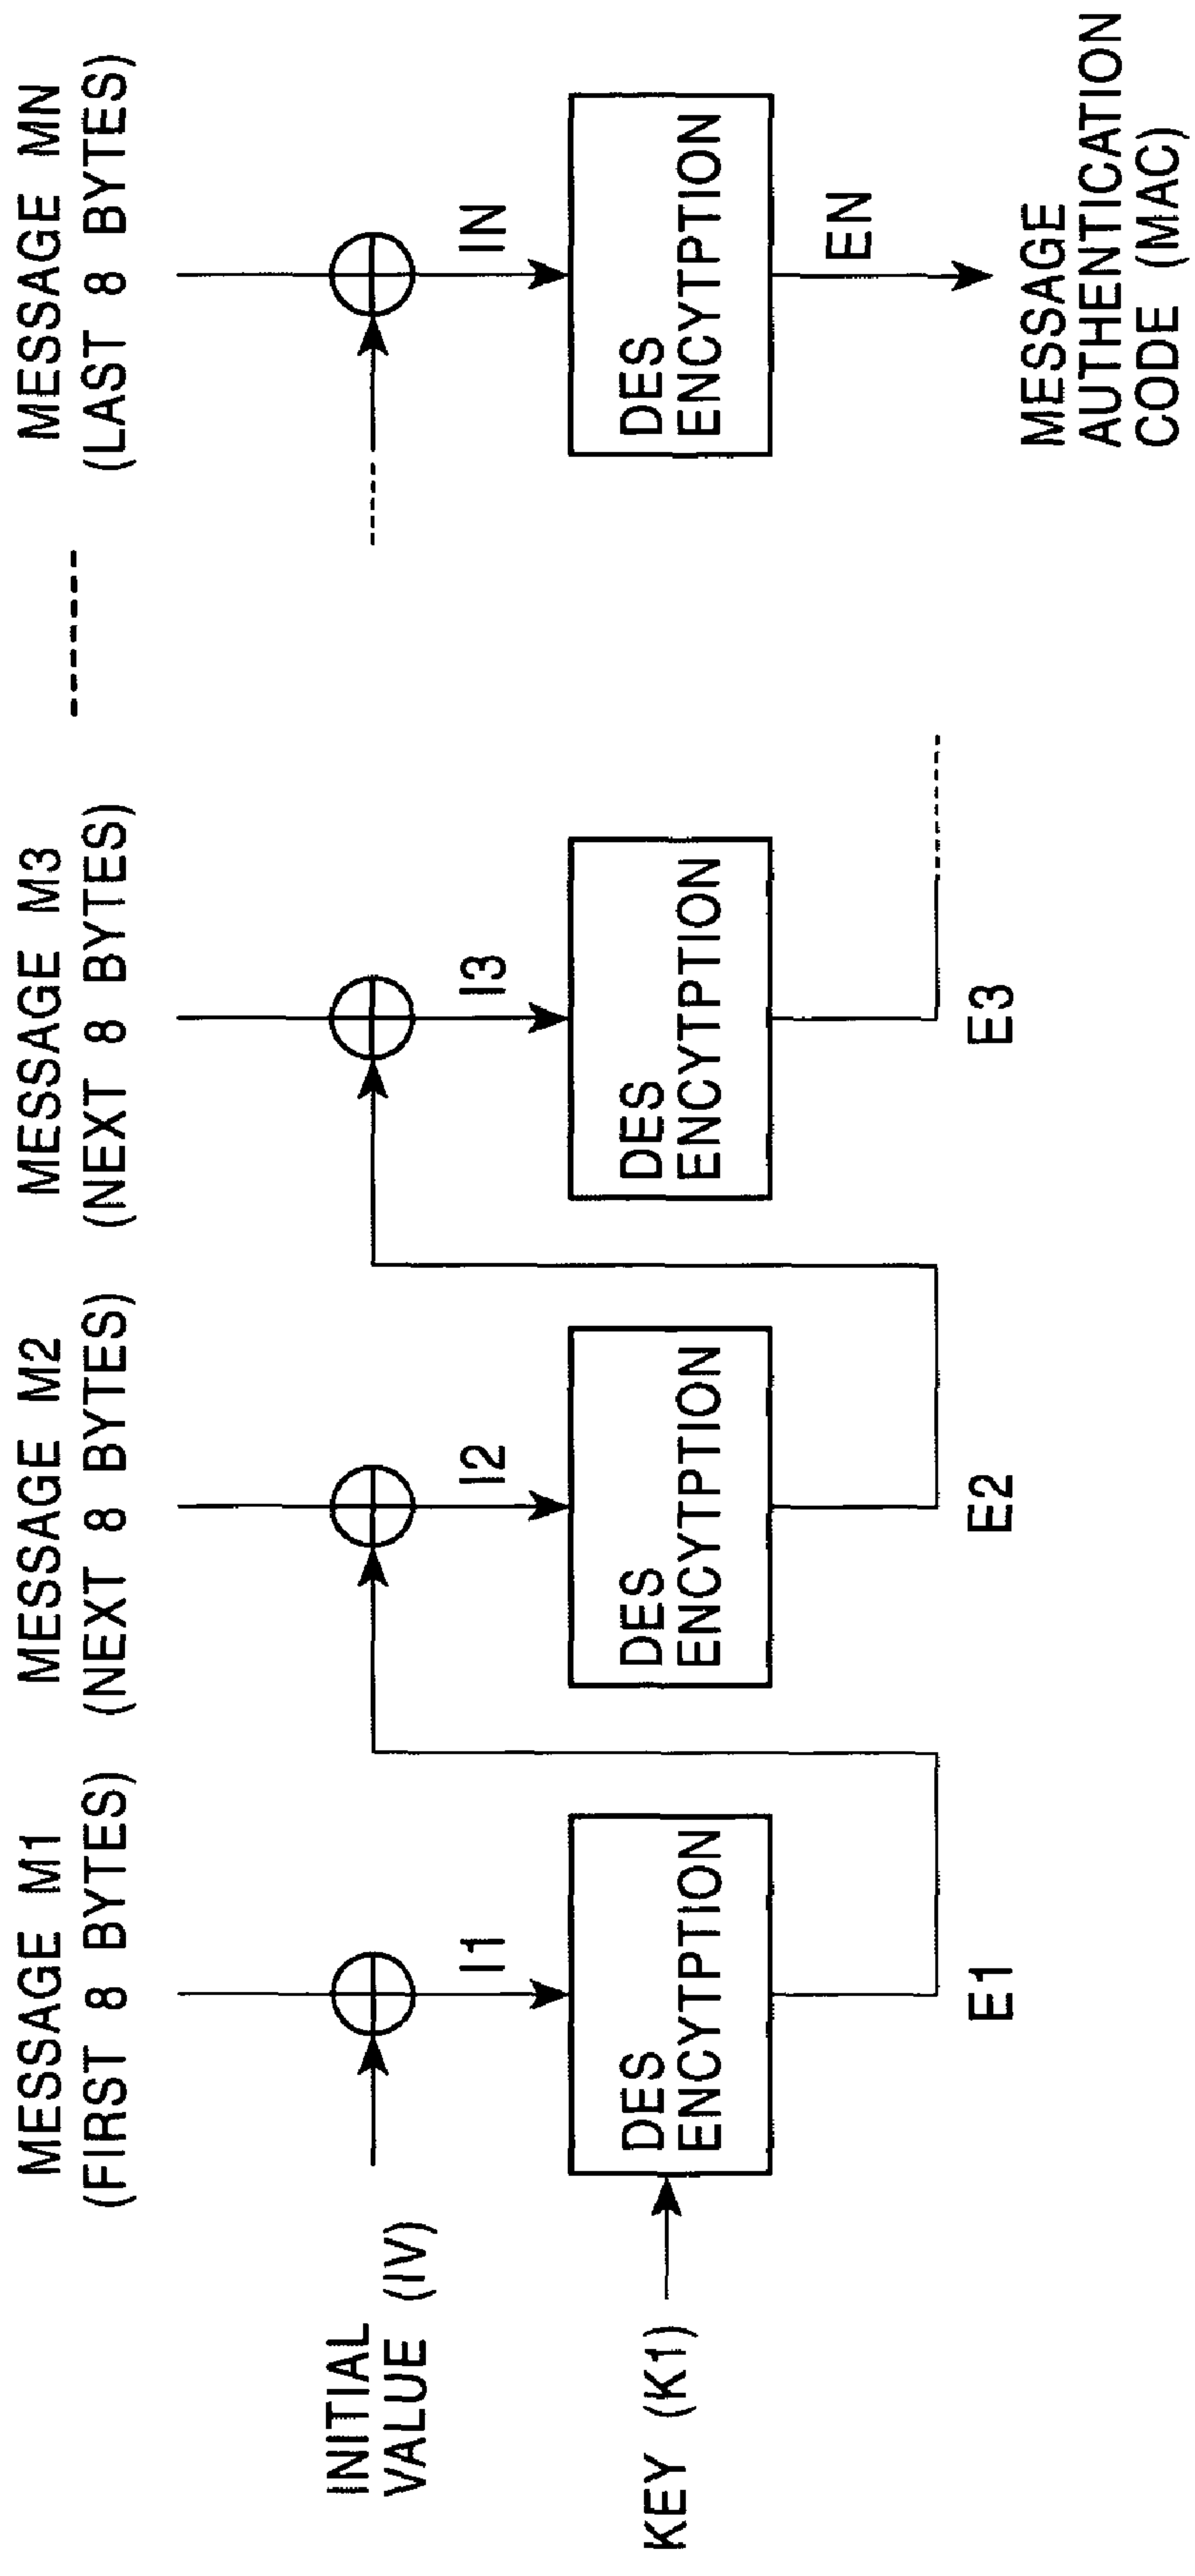 MESSAGE M1
(FIRST 8 BYTES)
MESSAGE M2
(NEXT 8 BYTES)
MESSAGE M3
(NEXT 8 BYTES)
MESSAGE MN
(LAST 8 BYTES)
INITIAL
VALUE (IV)
I1
I2
I3
IN
KEY (K1)
DES
ENCYTPTION
DES
ENCYTPTION
DES
ENCYTPTION
DES
ENCYTPTION
E1
E2
E3
EN
MESSAGE
AUTHENTICATION
CODE (MAC)